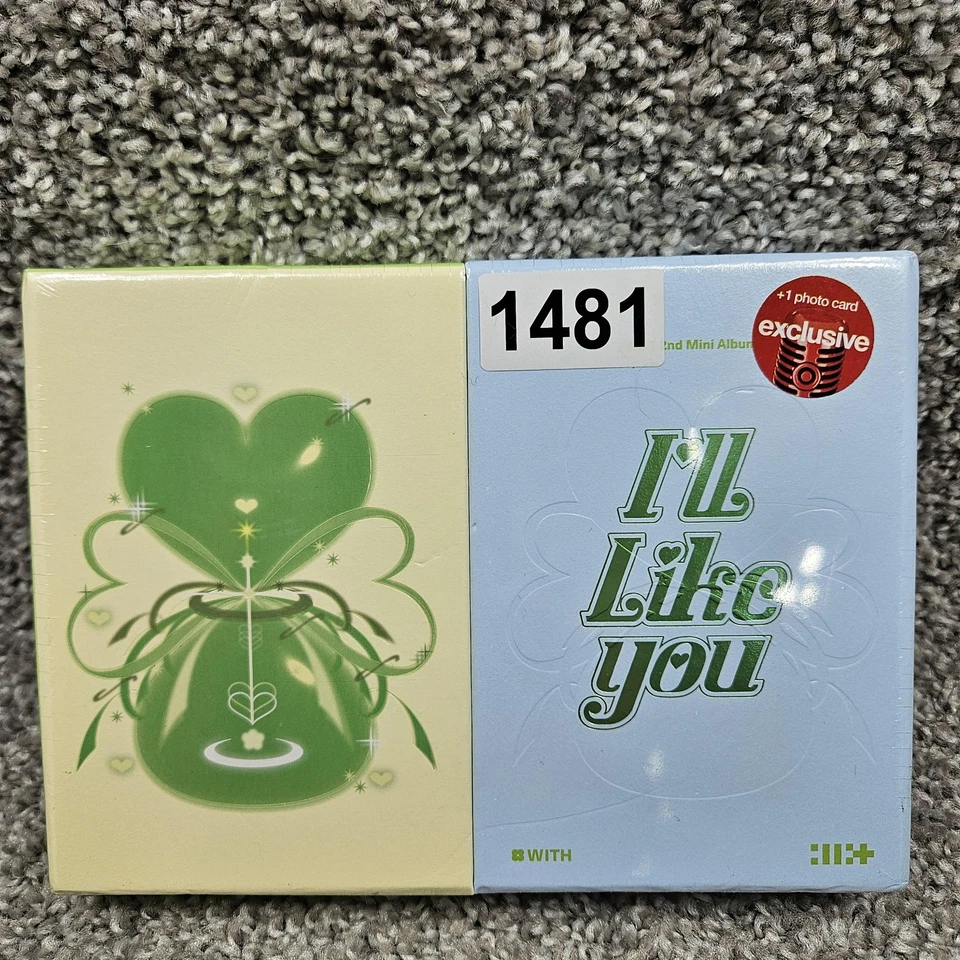 1481
2nd Mini Album
+1 photo card
exclusive
I'll
Like
you
WITH